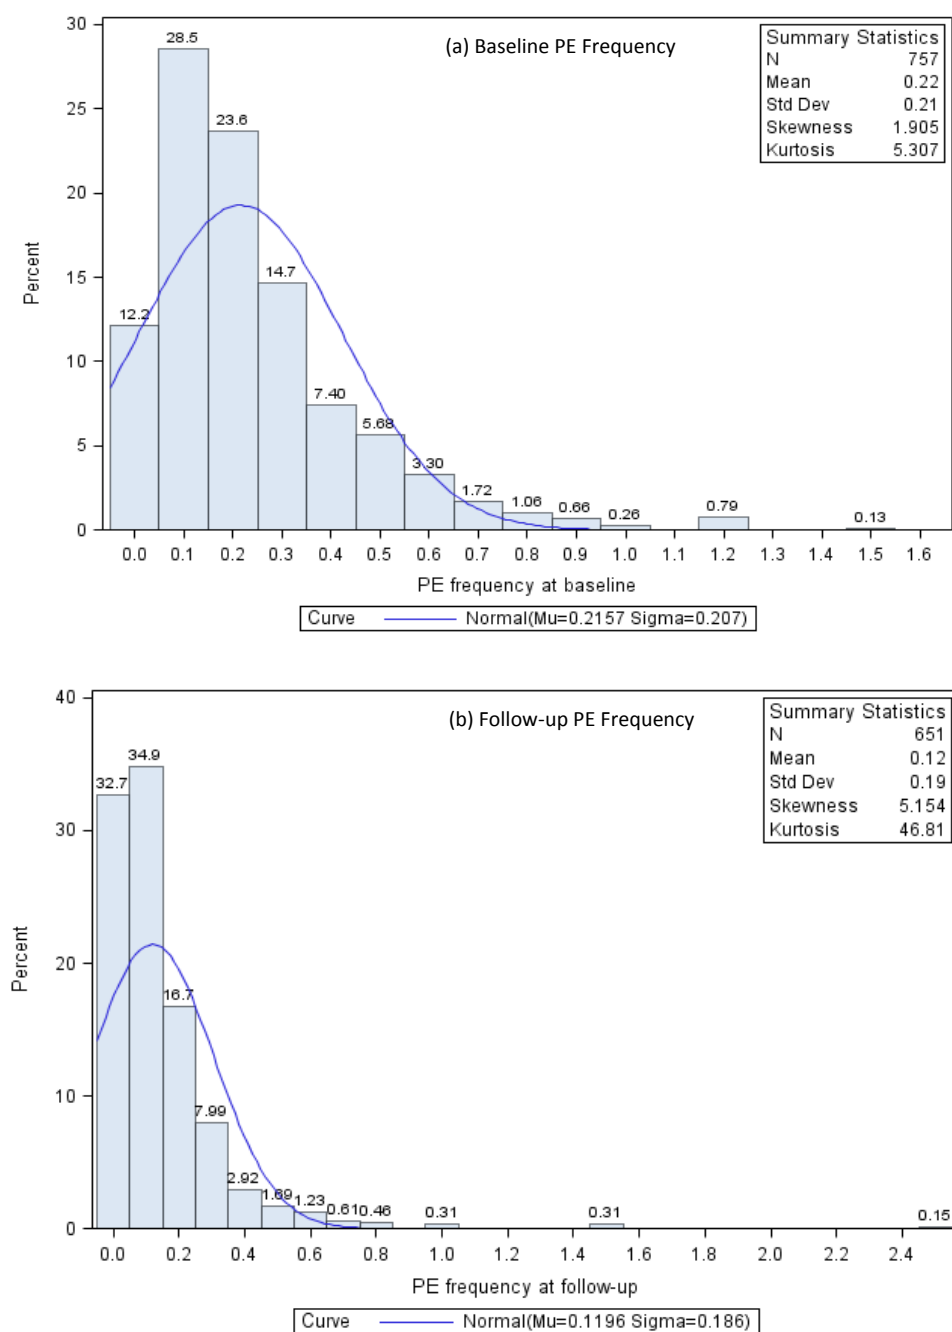 (a) Baseline PE Frequency
Summary Statistics
N 757
Mean 0.22
Std Dev 0.21
Skewness 1.905
Kurtosis 5.307
Percent
30
25
20
15
10
5
0
12.2
28.5
23.6
14.7
7.40
5.68
3.30
1.72
1.06
0.66
0.26
0.79
0.13
0.0 0.1 0.2 0.3 0.4 0.5 0.6 0.7 0.8 0.9 1.0 1.2 1.3 1.4 1.5 1.6
PE frequency at baseline
Curve Normal(Mu=0.2157 Sigma=0.207)
(b) Follow-up PE Frequency
Summary Statistics
N 651
Mean 0.12
Std Dev 0.19
Skewness 5.154
Kurtosis 46.81
Percent
40
30
20
10
0
32.7
34.9
16.7
7.99
2.92
1.69
1.23
0.61
0.46
0.31
0.31
0.15
0.0 0.2 0.4 0.6 0.8 1.0 1.2 1.4 1.6 1.8 2.0 2.2 2.4
PE frequency at follow-up
Curve Normal(Mu=0.1196 Sigma=0.186)